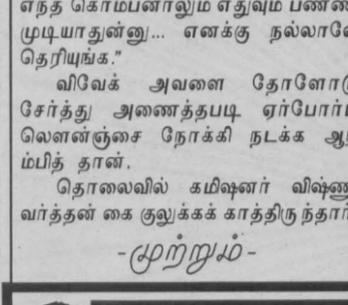 எந்த கொம்பனாலும் எதுவும் பண்ண
முடியாதுன்னு... எனக்கு நல்லாவே
தெரியுங்க."
விவேக் அவளை தோளோடு
சேர்த்து அணைத்தபடி ஏர்போர்ட்
லௌன்ஞ்சை நோக்கி நடக்க ஆர
ம்பித் தான்.
தொலைவில் கமிஷனர் விஷ்ணு
வர்த்தன் கை குலுக்கக் காத்திருந்தார்.
-முற்றும்-